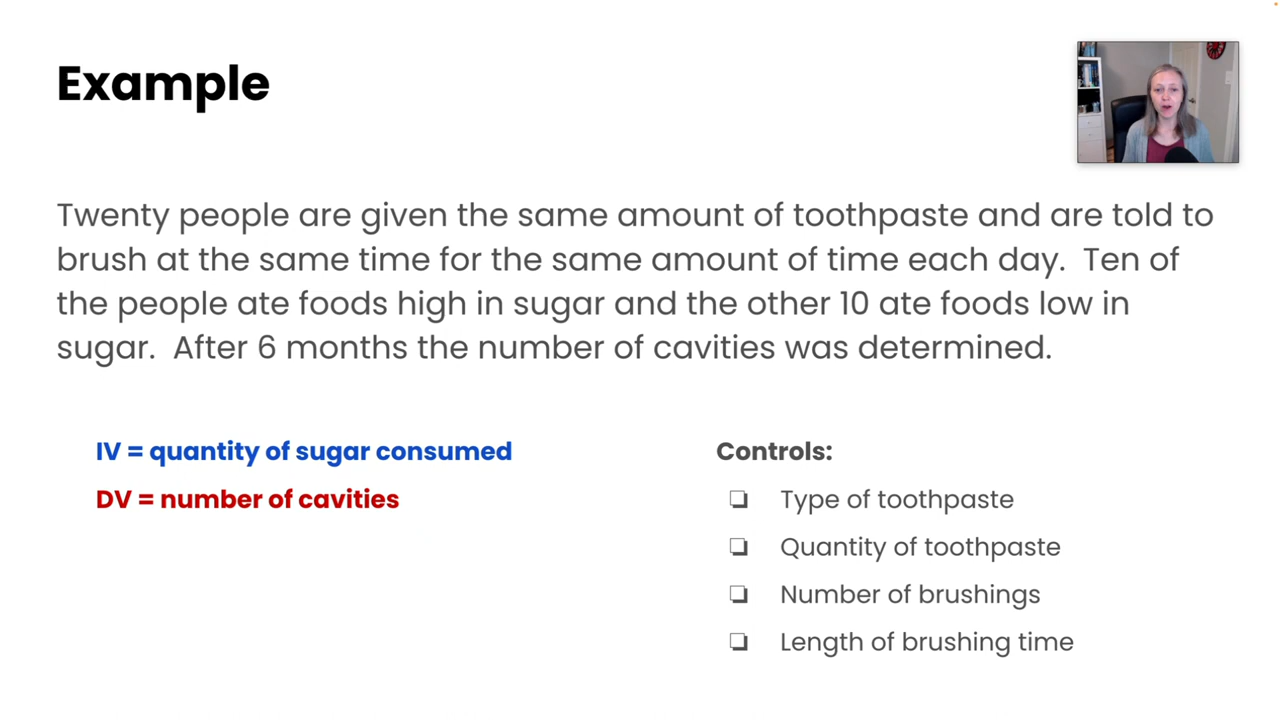 Example
Twenty people are given the same amount of toothpaste and are told to
brush at the same time for the same amount of time each day.  Ten of
the people ate foods high in sugar and the other 10 ate foods low in
sugar.  After 6 months the number of cavities was determined.
IV = quantity of sugar consumed
DV = number of cavities
Controls:
❏ Type of toothpaste
❏ Quantity of toothpaste
❏ Number of brushings
❏ Length of brushing time